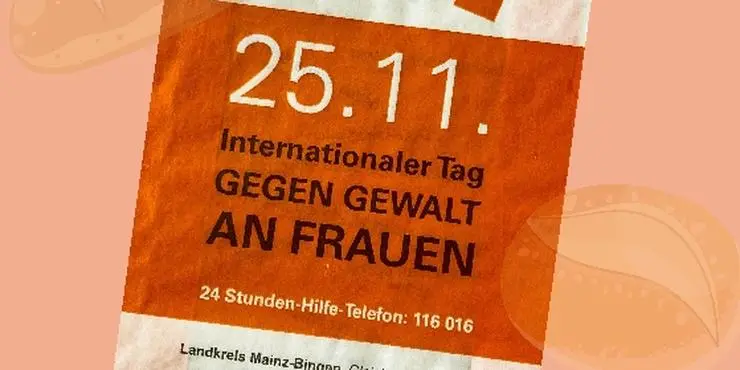 25.11.
Internationaler Tag
GEGEN GEWALT
AN FRAUEN
24 Stunden-Hilfe-Telefon: 116 016
Landkreis Mainz-Bingen,